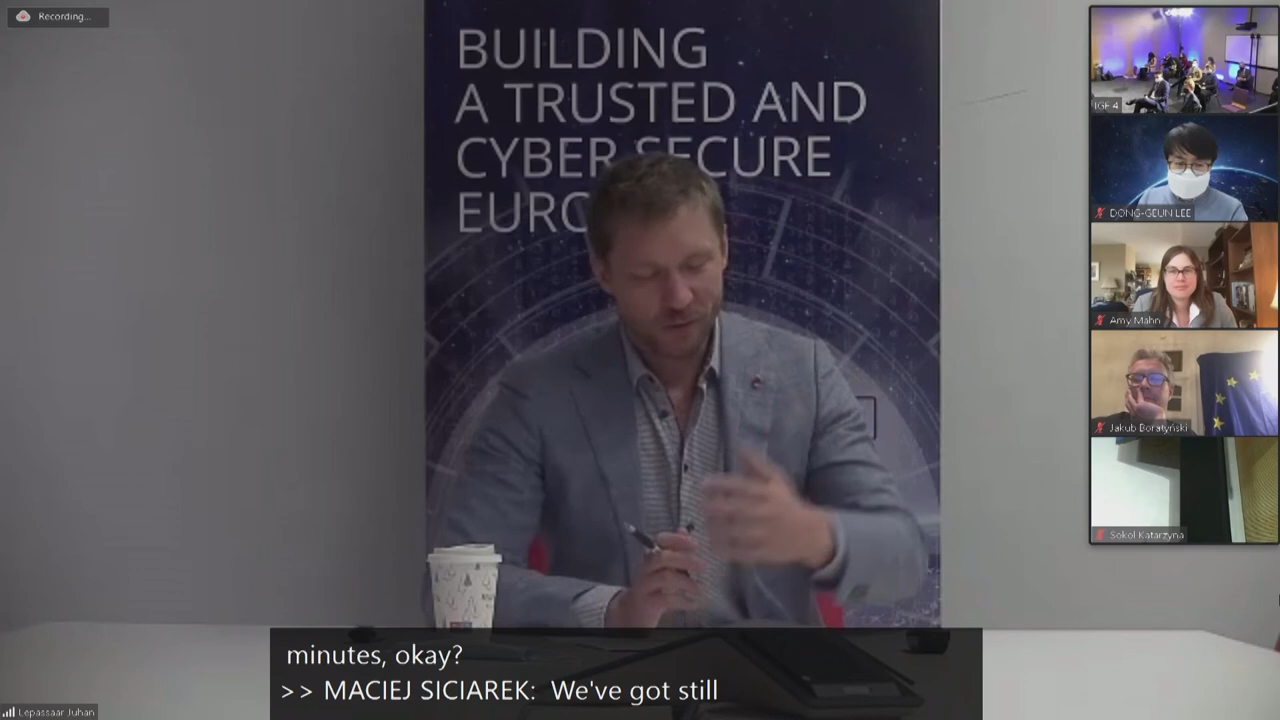 Recording...
BUILDING
A TRUSTED AND
CYBER SECURE
EURO
IGF 4
DONG-GEUN LEE
Amy Mahn
Jakub Boratyński
Sokol Katarzyna
minutes, okay?
>> MACIEJ SICIAREK: We've got still
Lepassaar Juhan